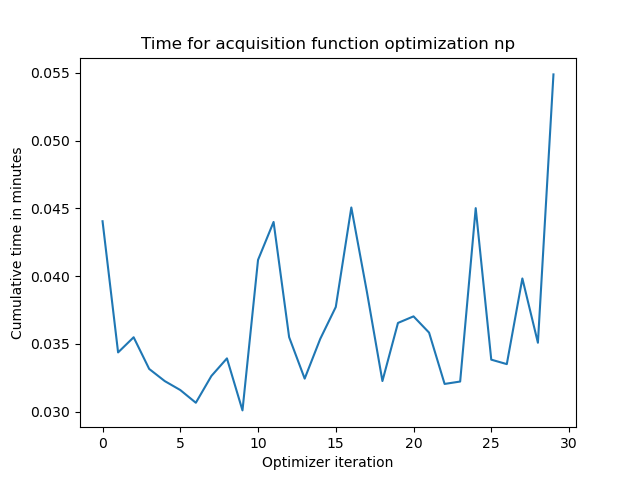 Time for acquisition function optimization np
Cumulative time in minutes
0.055
0.050
0.045
0.040
0.035
0.030
0 5 10 15 20 25 30
Optimizer iteration